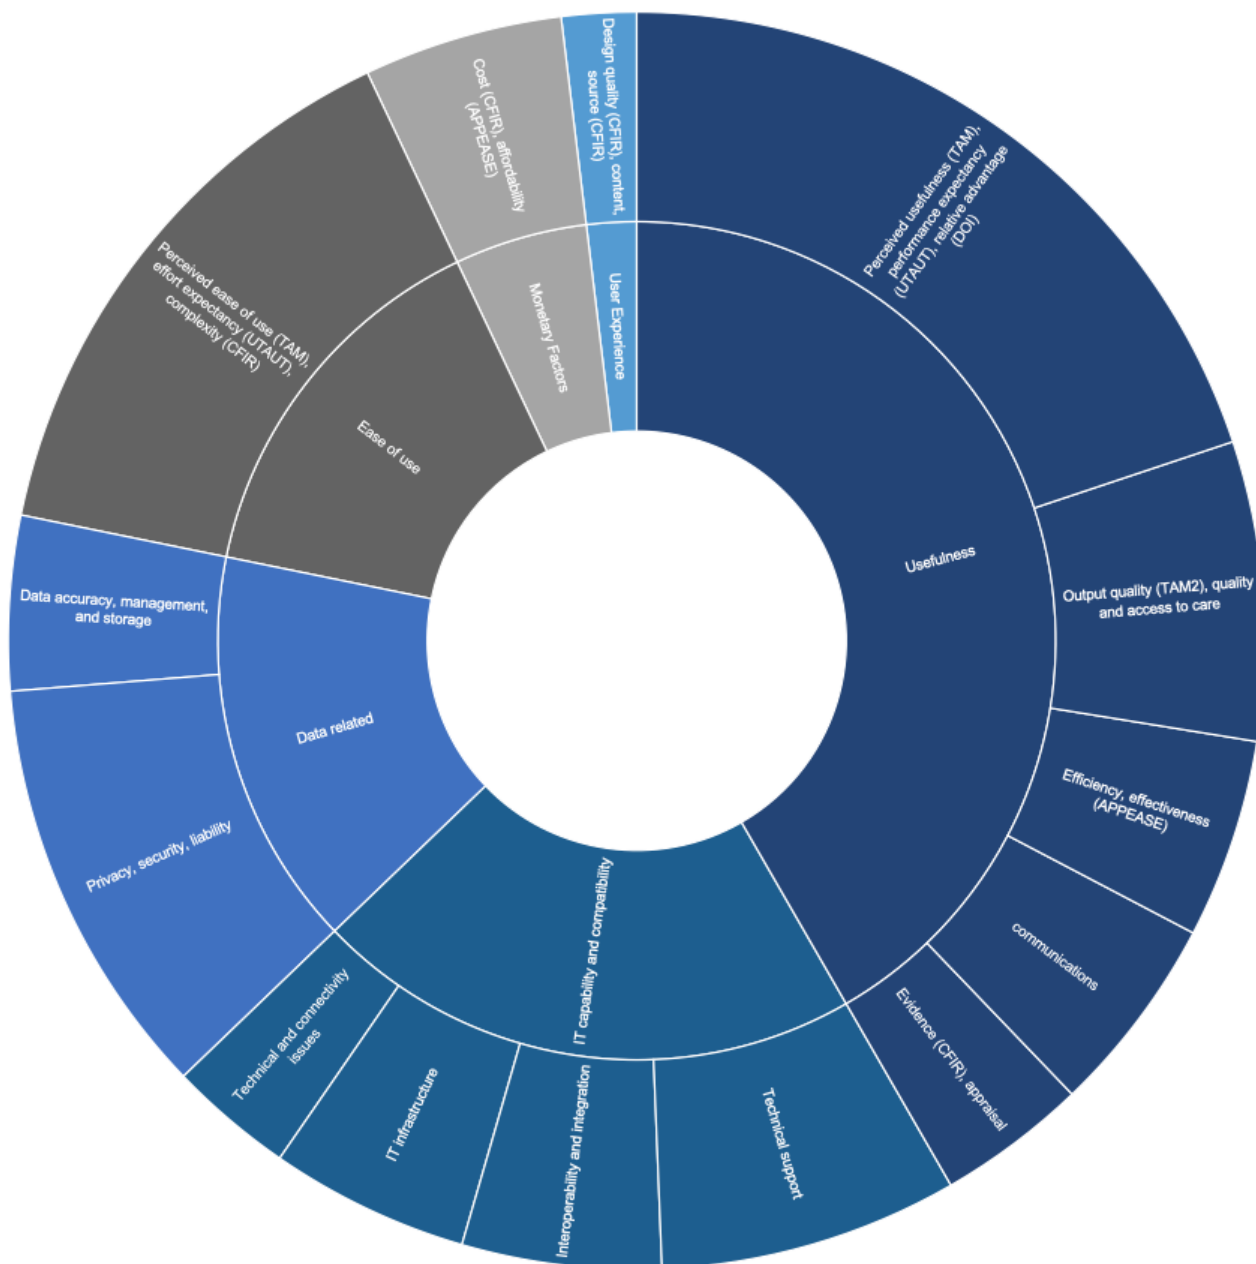 Design quality (CFIR), content,
source (CFIR)
Cost (CFIR), affordability
(APPEASE)
Perceived usefulness (TAM),
performance expectancy
(UTAUT), relative advantage
(DOI)
Perceived ease of use (TAM),
effort expectancy (UTAUT),
complexity (CFIR)
Monetary Factors
User Experience
Ease of use
Usefulness
Output quality (TAM2), quality
and access to care
Data accuracy, management,
and storage
Data related
Efficiency, effectiveness
(APPEASE)
Privacy, security, liability
IT capability and compatibility
communications
Evidence (CFIR), appraisal
Technical and connectivity
issues
IT infrastructure
Interoperability and integration
Technical support